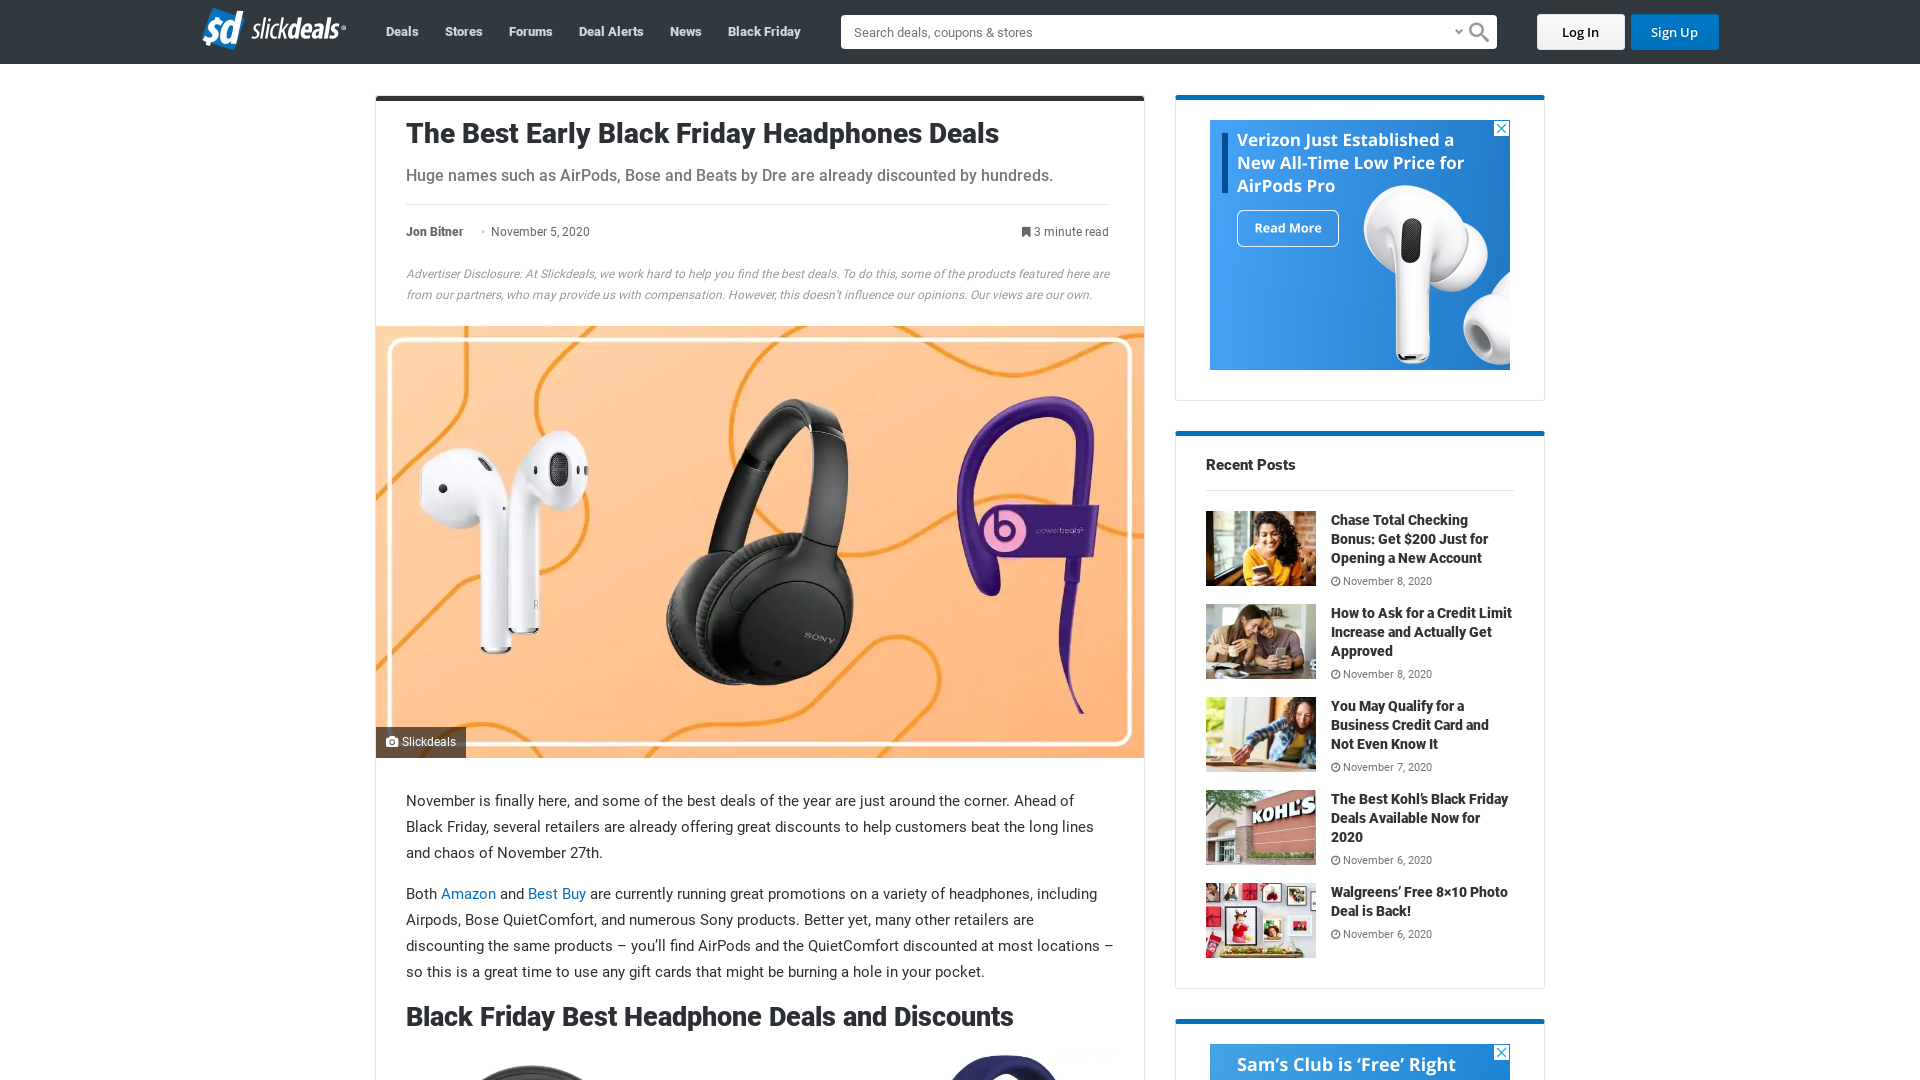 sd slickdeals
Deals
Stores
Forums
Deal Alerts
News
Black Friday
Search deals, coupons & stores
Log In
Sign Up
The Best Early Black Friday Headphones Deals
Huge names such as AirPods, Bose and Beats by Dre are already discounted by hundreds.
Jon Bitner • November 5, 2020
3 minute read
Advertiser Disclosure: At Slickdeals, we work hard to help you find the best deals. To do this, some of the products featured here are
from our partners, who may provide us with compensation. However, this doesn’t influence our opinions. Our views are our own.
SONY
b powerbeats3
R
Slickdeals
November is finally here, and some of the best deals of the year are just around the corner. Ahead of
Black Friday, several retailers are already offering great discounts to help customers beat the long lines
and chaos of November 27th.
Both Amazon and Best Buy are currently running great promotions on a variety of headphones, including
Airpods, Bose QuietComfort, and numerous Sony products. Better yet, many other retailers are
discounting the same products – you’ll find AirPods and the QuietComfort discounted at most locations –
so this is a great time to use any gift cards that might be burning a hole in your pocket.
Black Friday Best Headphone Deals and Discounts
Verizon Just Established a
New All-Time Low Price for
AirPods Pro
Read More
Recent Posts
Chase Total Checking
Bonus: Get $200 Just for
Opening a New Account
November 8, 2020
How to Ask for a Credit Limit
Increase and Actually Get
Approved
November 8, 2020
You May Qualify for a
Business Credit Card and
Not Even Know It
November 7, 2020
KOHL'S
The Best Kohl’s Black Friday
Deals Available Now for
2020
November 6, 2020
Walgreens’ Free 8×10 Photo
Deal is Back!
November 6, 2020
Sam’s Club is ‘Free’ Right